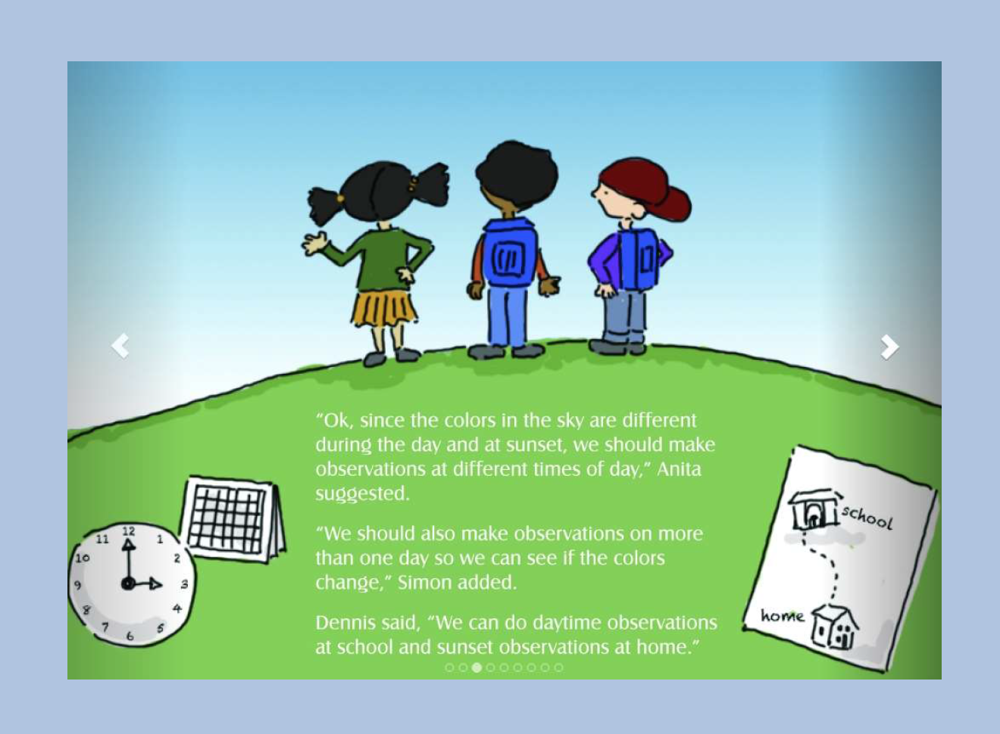 “Ok, since the colors in the sky are different
during the day and at sunset, we should make
observations at different times of day,” Anita
suggested.
“We should also make observations on more
than one day so we can see if the colors
change,” Simon added.
Dennis said, “We can do daytime observations
at school and sunset observations at home.”
12
11 1
10 2
9 3
8 4
7 5
6
school
home